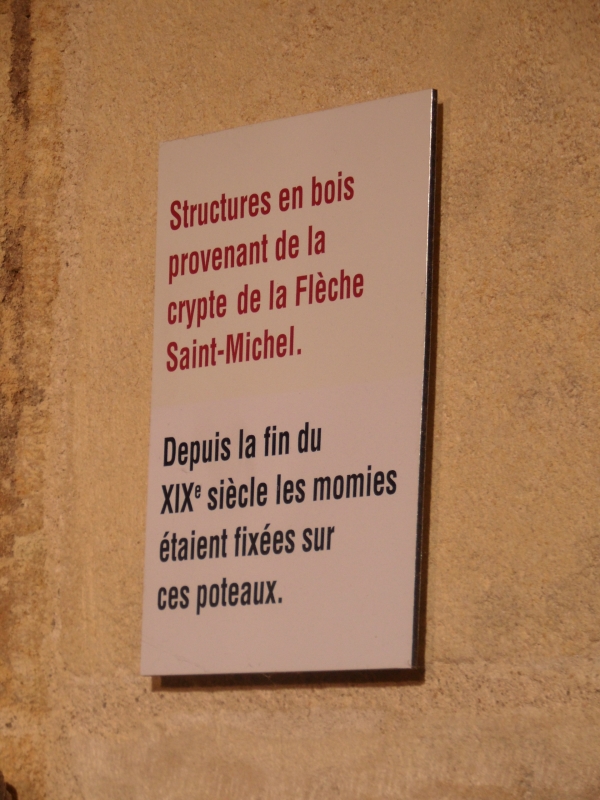 Structures en bois
provenant de la
crypte de la Flèche
Saint-Michel.
Depuis la fin du
XIXᵉ siècle les momies
étaient fixées sur
ces poteaux.